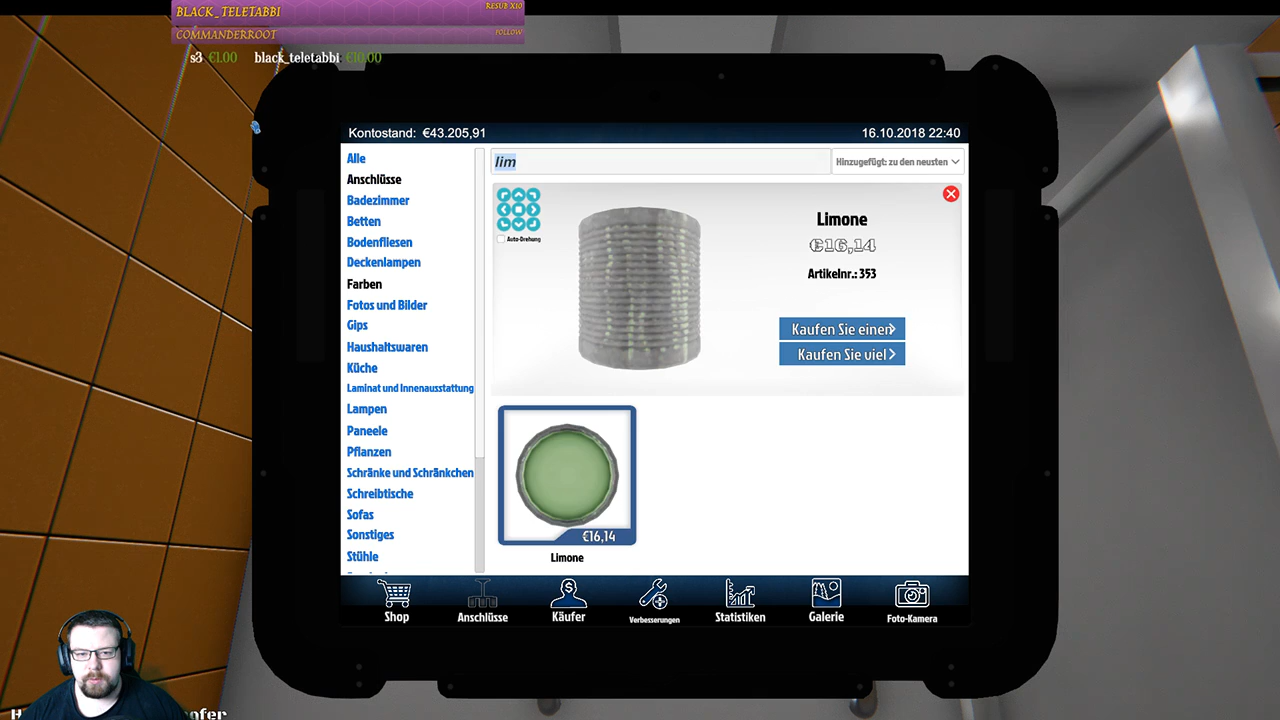 BLACK_TELETABBI RESUB X10
COMMANDERROOT FOLLOW
s3 €1.00 black_teletabbi €10.00
Kontostand: €43.205,91 16.10.2018 22:40
Alle
Anschlüsse
Badezimmer
Betten
Bodenfliesen
Deckenlampen
Farben
Fotos und Bilder
Gips
Haushaltswaren
Küche
Laminat und Innenausstattung
Lampen
Paneele
Pflanzen
Schränke und Schränkchen
Schreibtische
Sofas
Sonstiges
Stühle
lim Hinzugefügt: zu den neusten
Auto-Drehung
Limone
€16,14
Artikelnr.: 353
Kaufen Sie einen
Kaufen Sie viel
€16,14
Limone
Shop Anschlüsse Käufer Verbesserungen Statistiken Galerie Foto-Kamera